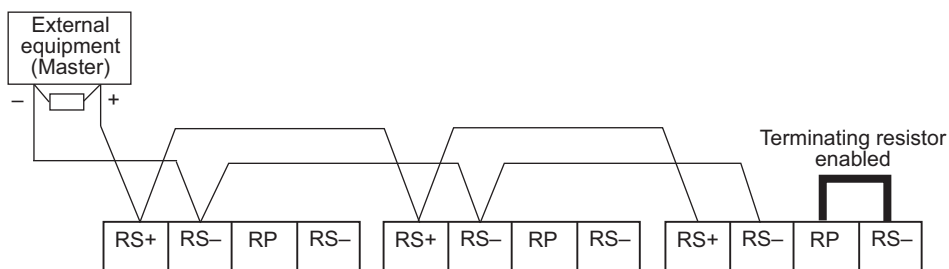 External
equipment
(Master)
– +
Terminating resistor
enabled
RS+ RS– RP RS– RS+ RS– RP RS– RS+ RS– RP RS–